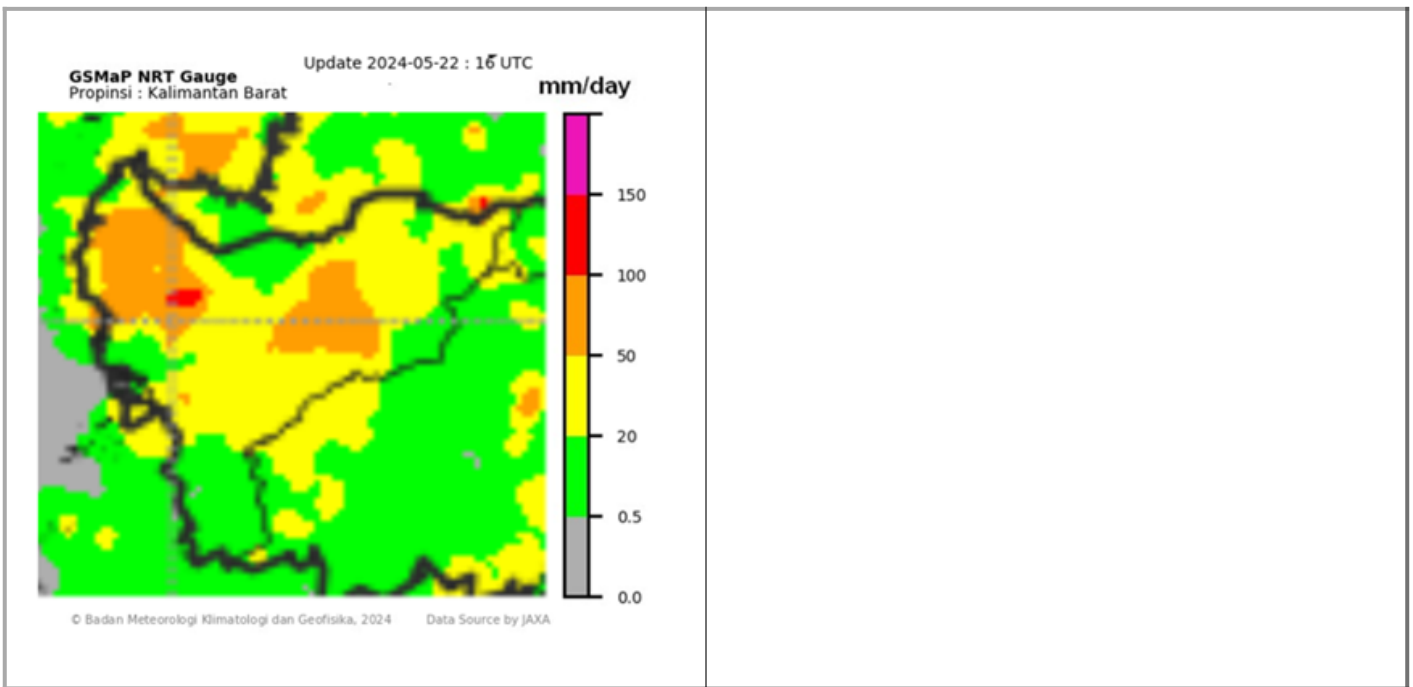 Update 2024-05-22 : 16 UTC
GSMaP NRT Gauge
Propinsi : Kalimantan Barat
mm/day
150
100
50
20
0.5
0.0
© Badan Meteorologi Klimatologi dan Geofisika, 2024
Data Source by JAXA